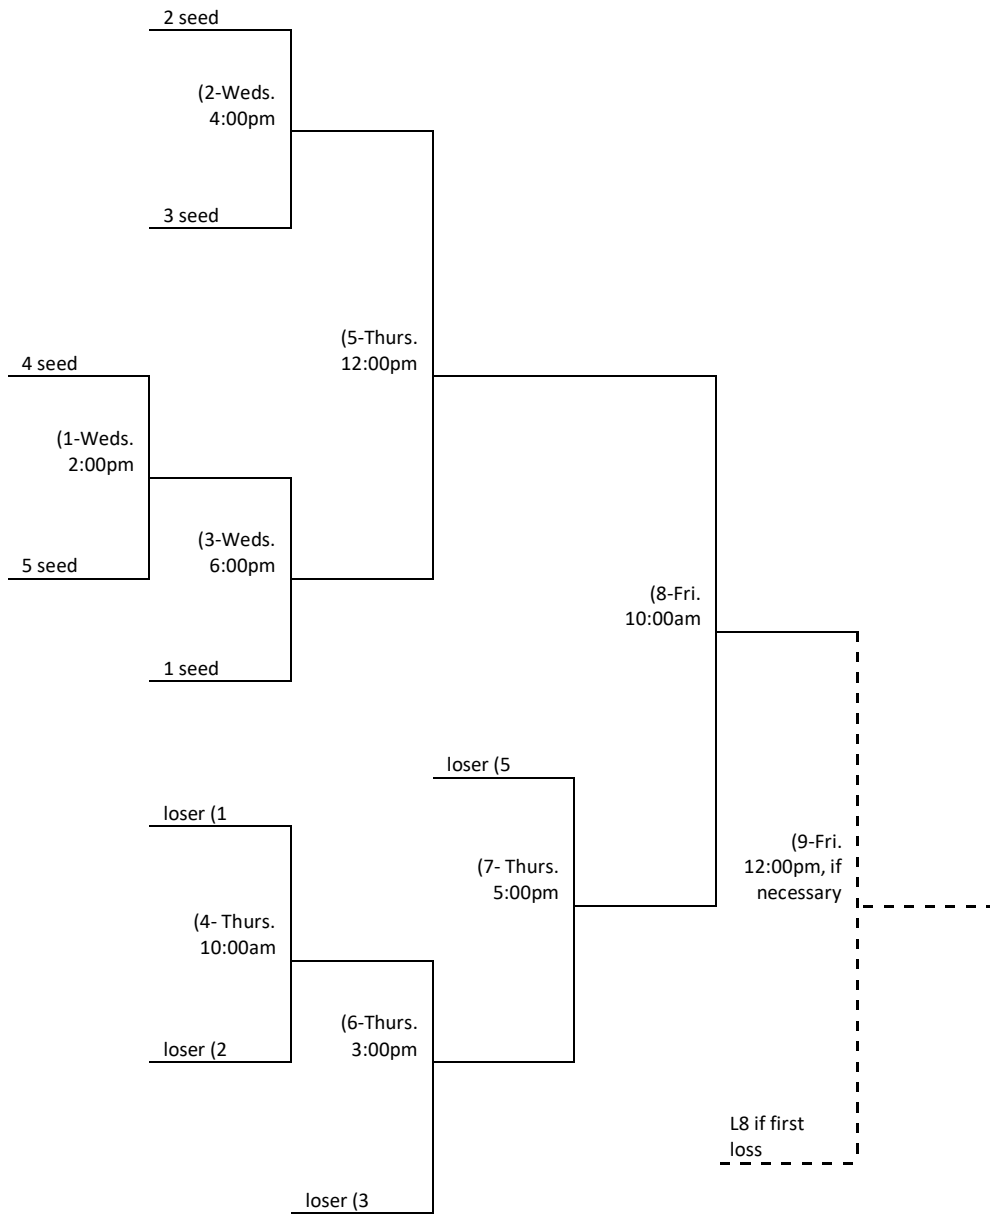 2 seed
(2-Weds.
4:00pm
3 seed
(5-Thurs.
12:00pm
4 seed
(1-Weds.
2:00pm
(3-Weds.
6:00pm
5 seed
(8-Fri.
10:00am
1 seed
loser (5
loser (1
(9-Fri.
12:00pm, if
necessary
(7- Thurs.
5:00pm
(4- Thurs.
10:00am
(6-Thurs.
3:00pm
loser (2
L8 if first
loss
loser (3